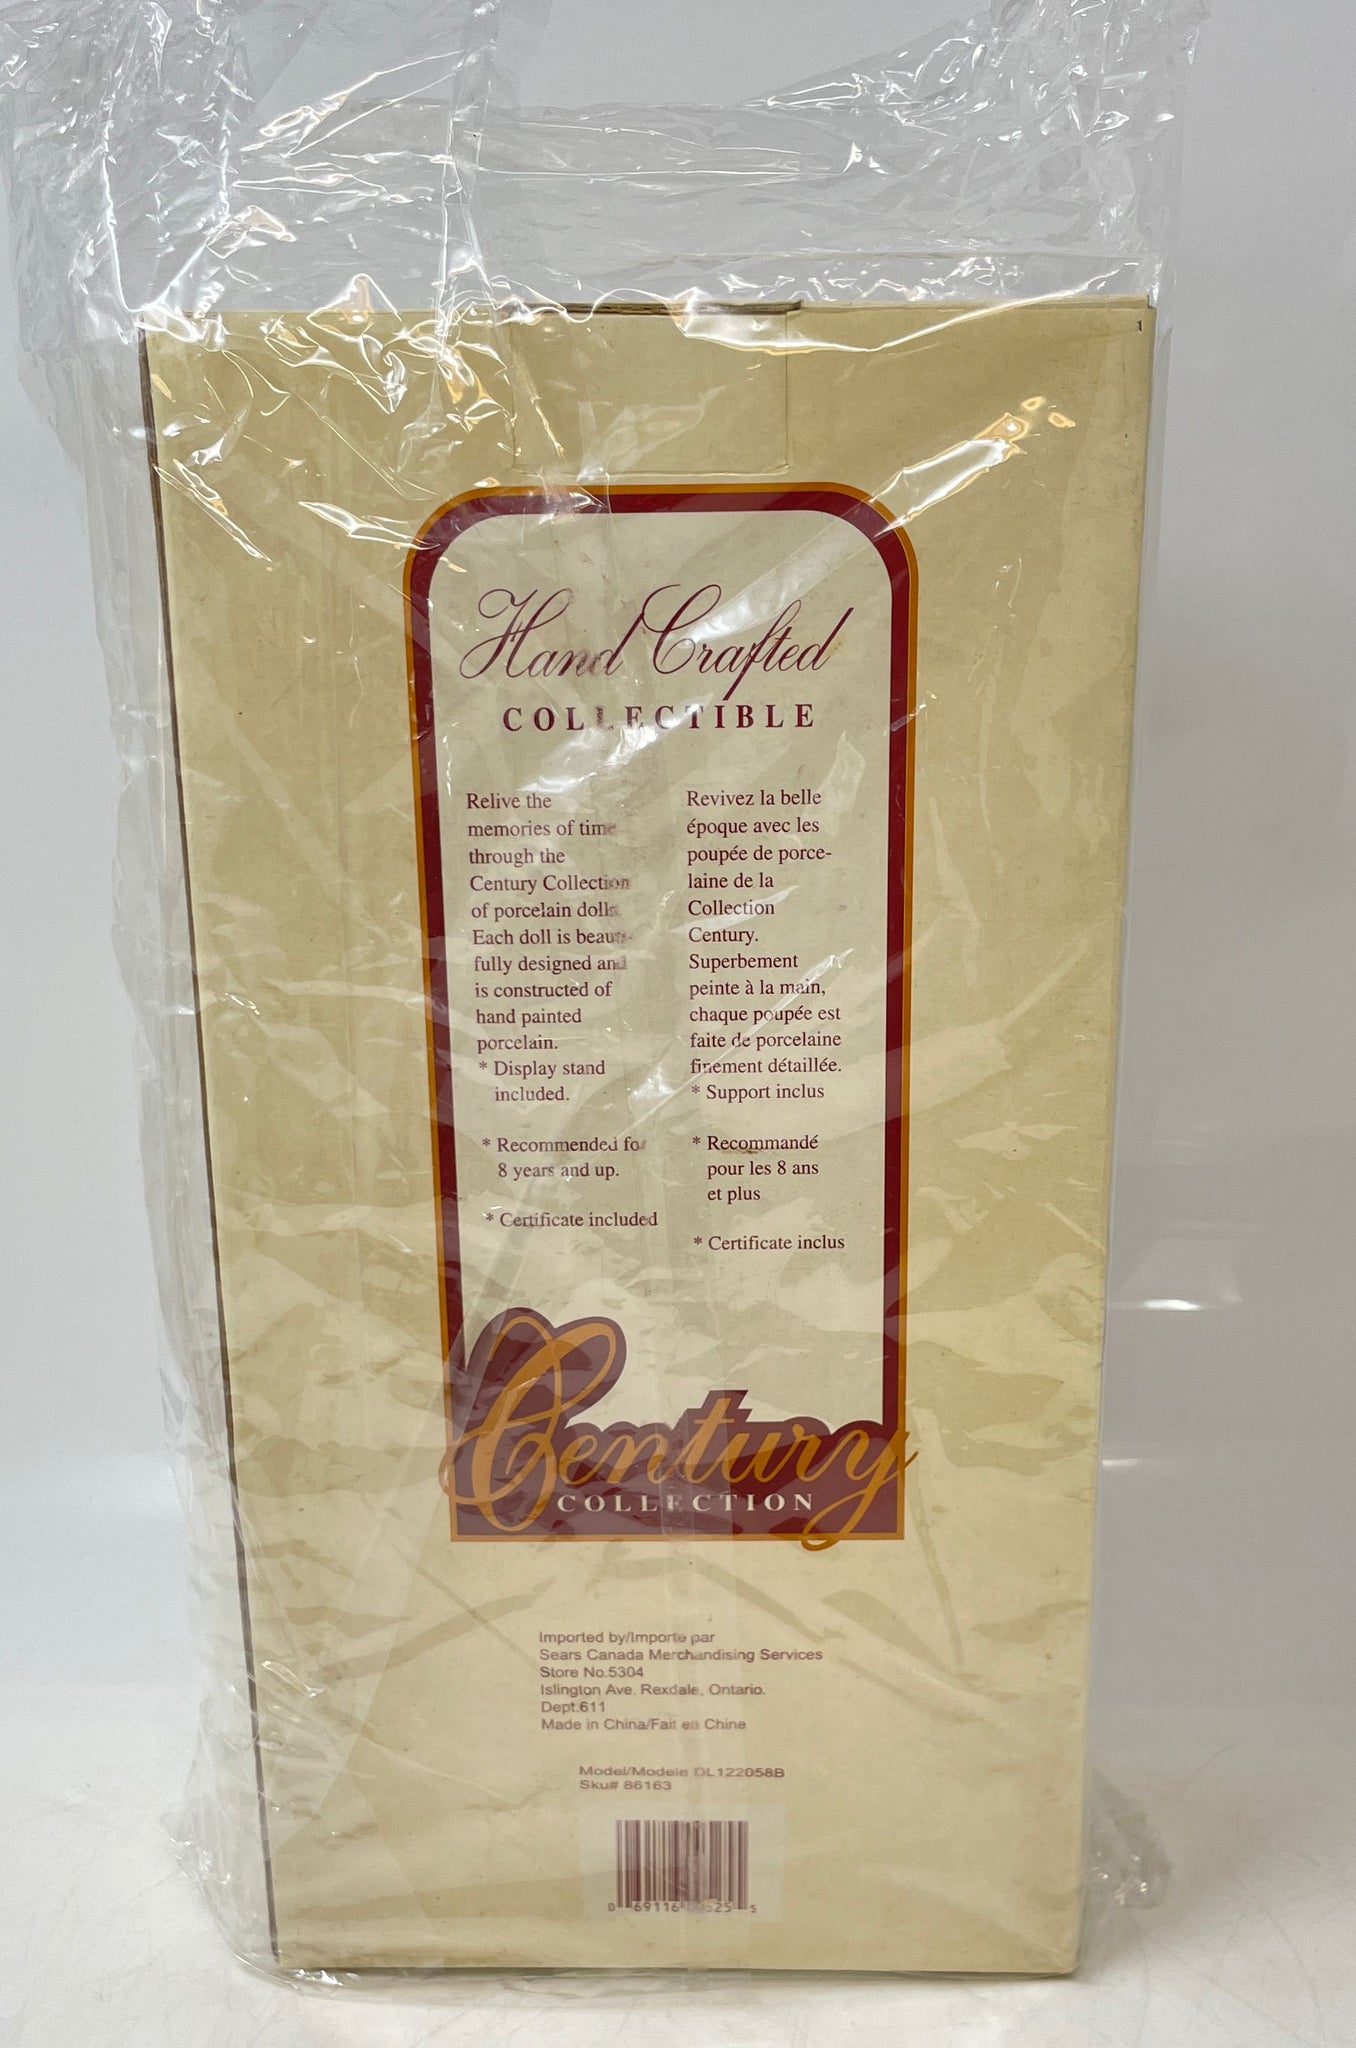 Hand Crafted
COLLECTIBLE
Relive the
memories of time
through the
Century Collection
of porcelain dolls.
Each doll is beauti-
fully designed and
is constructed of
hand painted
porcelain.
* Display stand
included.
* Recommended for
8 years and up.
* Certificate included
Revivez la belle
époque avec les
poupée de porce-
laine de la
Collection
Century.
Superbement
peinte à la main,
chaque poupée est
faite de porcelaine
finement détaillée.
* Support inclus
* Recommandé
pour les 8 ans
et plus
* Certificate inclus
Century
COLLECTION
Imported by/Importe par
Sears Canada Merchandising Services
Store No.5304
Islington Ave. Rexdale, Ontario.
Dept.611
Made in China/Fait en Chine
Model/Modele DL122058B
Sku# 86163
0 69116 5